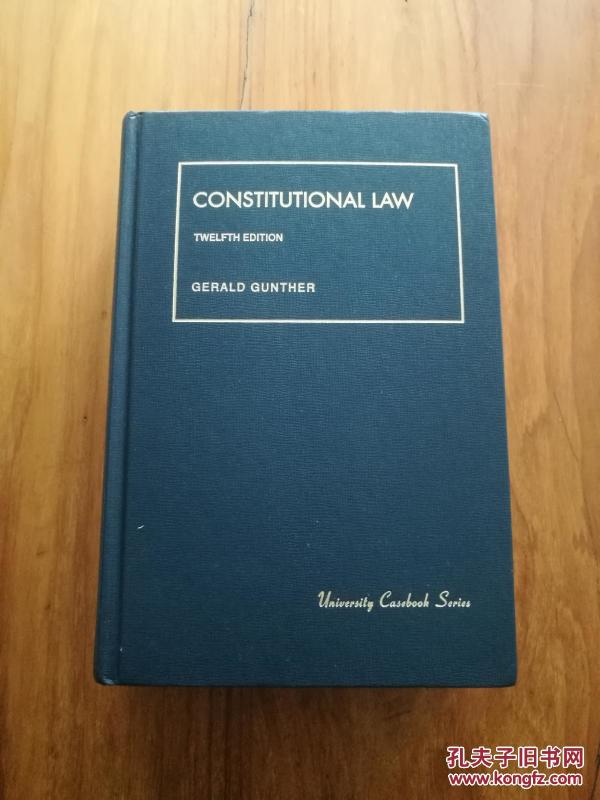 CONSTITUTIONAL LAW
TWELFTH EDITION
GERALD GUNTHER
University Casebook Series
孔夫子旧书网
www.kongfz.com